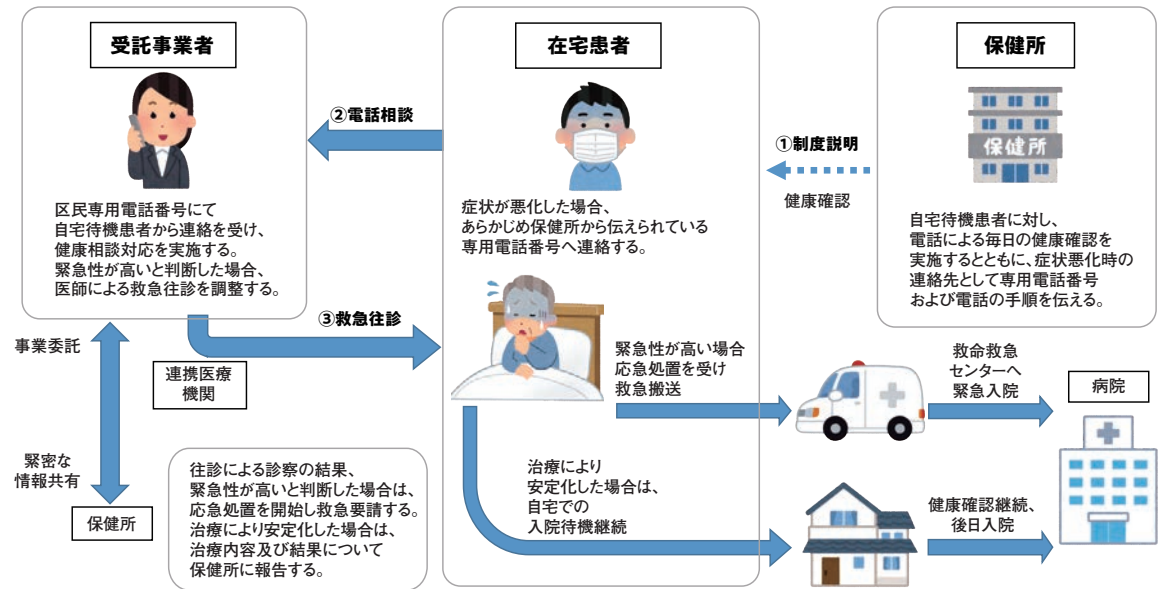 受託事業者
②電話相談
区民専用電話番号にて
自宅待機患者から連絡を受け、
健康相談対応を実施する。
緊急性が高いと判断した場合、
医師による救急往診を調整する。
在宅患者
症状が悪化した場合、
あらかじめ保健所から伝えられている
専用電話番号へ連絡する。
①制度説明
健康確認
保健所
保健所
自宅待機患者に対し、
電話による毎日の健康確認を
実施するとともに、症状悪化時の
連絡先として専用電話番号
および電話の手順を伝える。
③救急往診
事業委託
連携医療
機関
緊密な
情報共有
保健所
往診による診察の結果、
緊急性が高いと判断した場合は、
応急処置を開始し救急要請する。
治療により安定化した場合は、
治療内容及び結果について
保健所に報告する。
緊急性が高い場合
応急処置を受け
救急搬送
救命救急
センターへ
緊急入院
病院
治療により
安定化した場合は、
自宅での
入院待機継続
健康確認継続、
後日入院